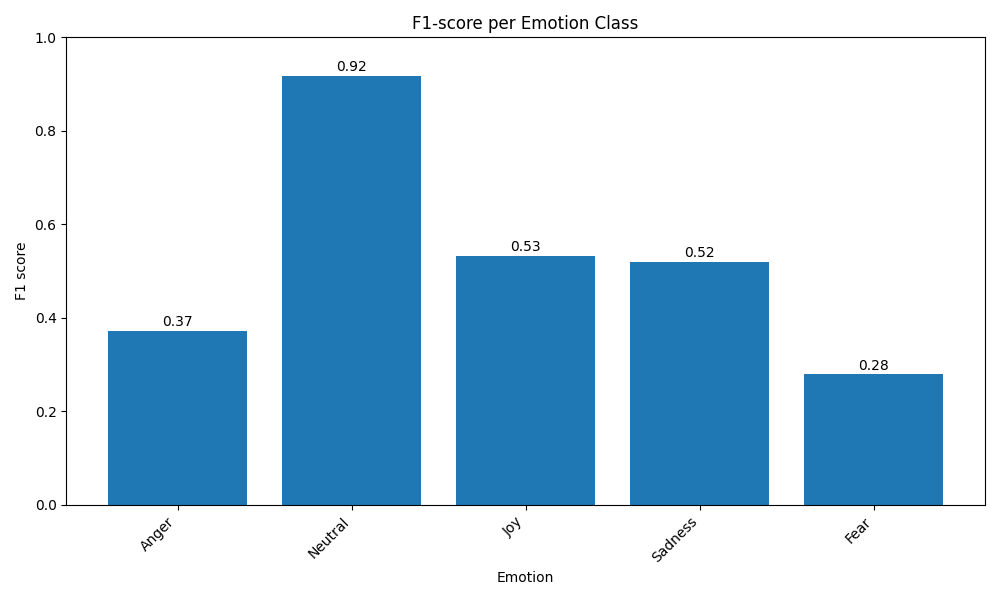 F1-score per Emotion Class
F1 score
1.0
0.8
0.6
0.4
0.2
0.0
0.37
0.92
0.53
0.52
0.28
Anger
Neutral
Joy
Sadness
Fear
Emotion